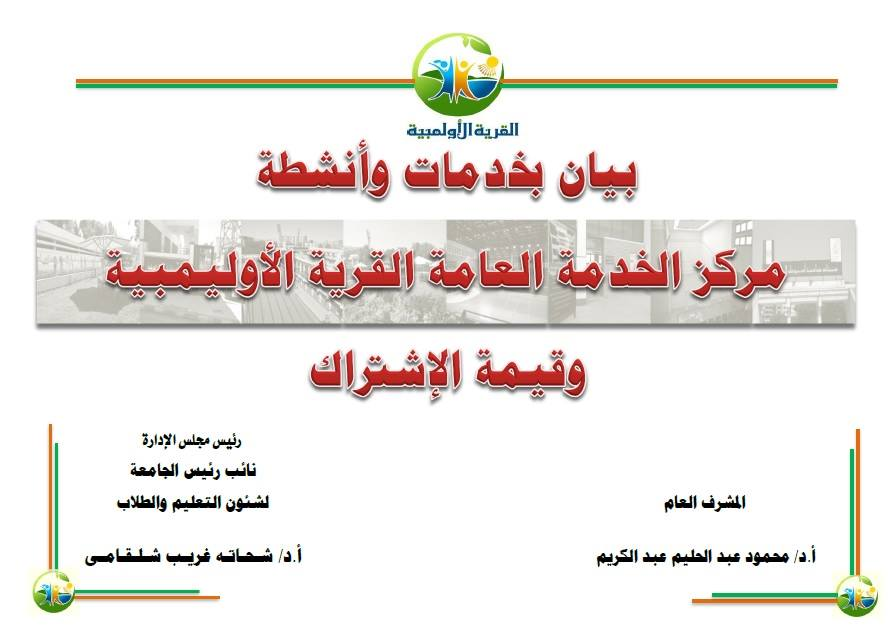 القرية الأولمبية
بيان بخدمات وأنشطة
مركز الخدمة العامة القرية الأوليمبية
وقيمة الإشتراك
المشرف العام
أ.د/ محمود عبد الحليم عبد الكريم
رئيس مجلس الإدارة
نائب رئيس الجامعة
لشئون التعليم والطلاب
أ.د/ شحاته غريب شلقامى